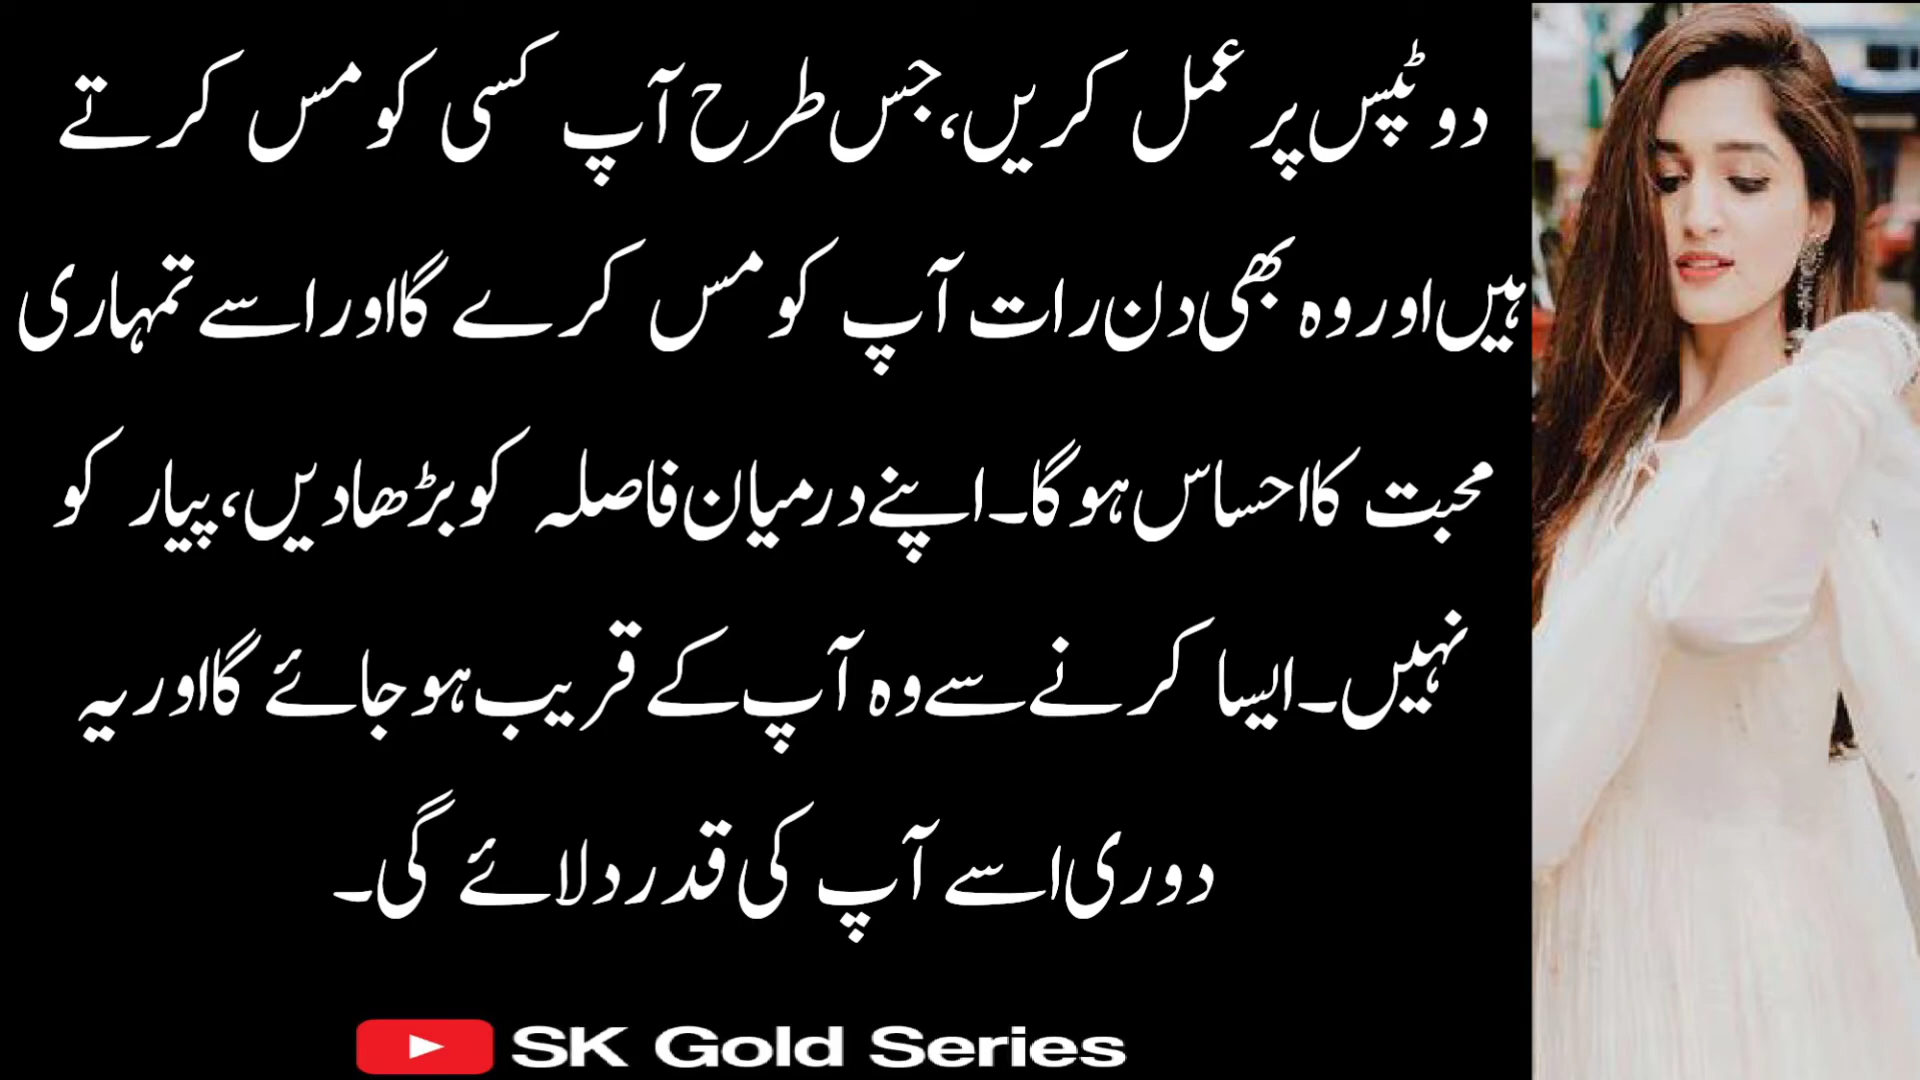 دو ٹپس پر عمل کریں، جس طرح آپ کسی کو مس کرتے
ہیں اور وہ بھی دن رات آپ کو مس کرے گا اور اسے تمہاری
محبت کا احساس ہو گا۔ اپنے درمیان فاصلہ کو بڑھا دیں، پیار کو
نہیں۔ ایسا کرنے سے وہ آپ کے قریب ہو جائے گا اور یہ
دوری اسے آپ کی قدر دلائے گی۔
SK Gold Series